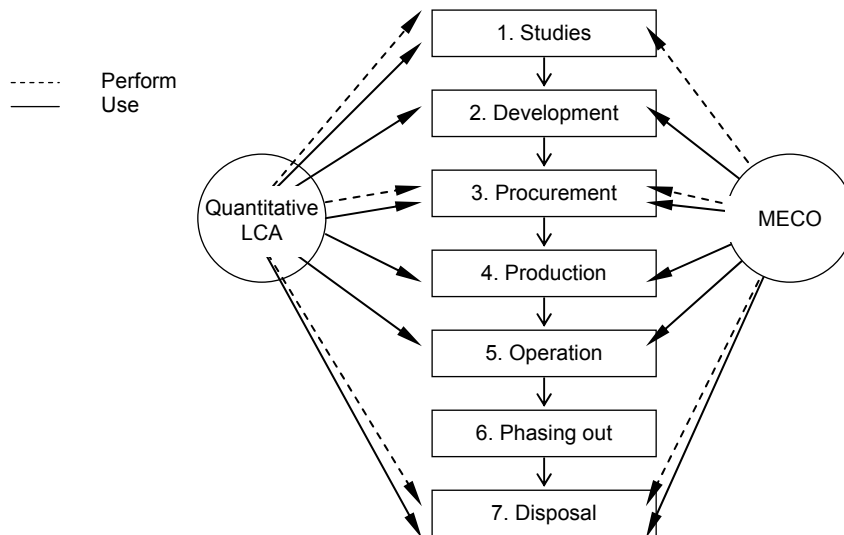 1. Studies
Perform
Use
2. Development
3. Procurement
Quantitative
LCA
MECO
4. Production
5. Operation
6. Phasing out
7. Disposal